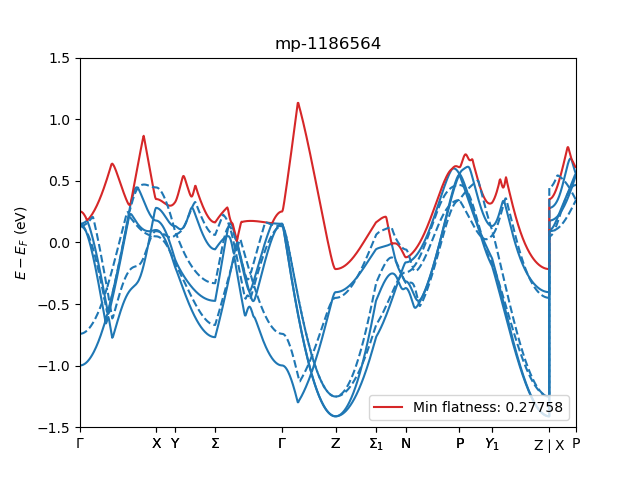 mp-1186564
E − E_F (eV)
1.5
1.0
0.5
0.0
−0.5
−1.0
−1.5
Min flatness: 0.27758
Γ X Y Σ Γ Z Σ₁ N P Y₁ Z | X P